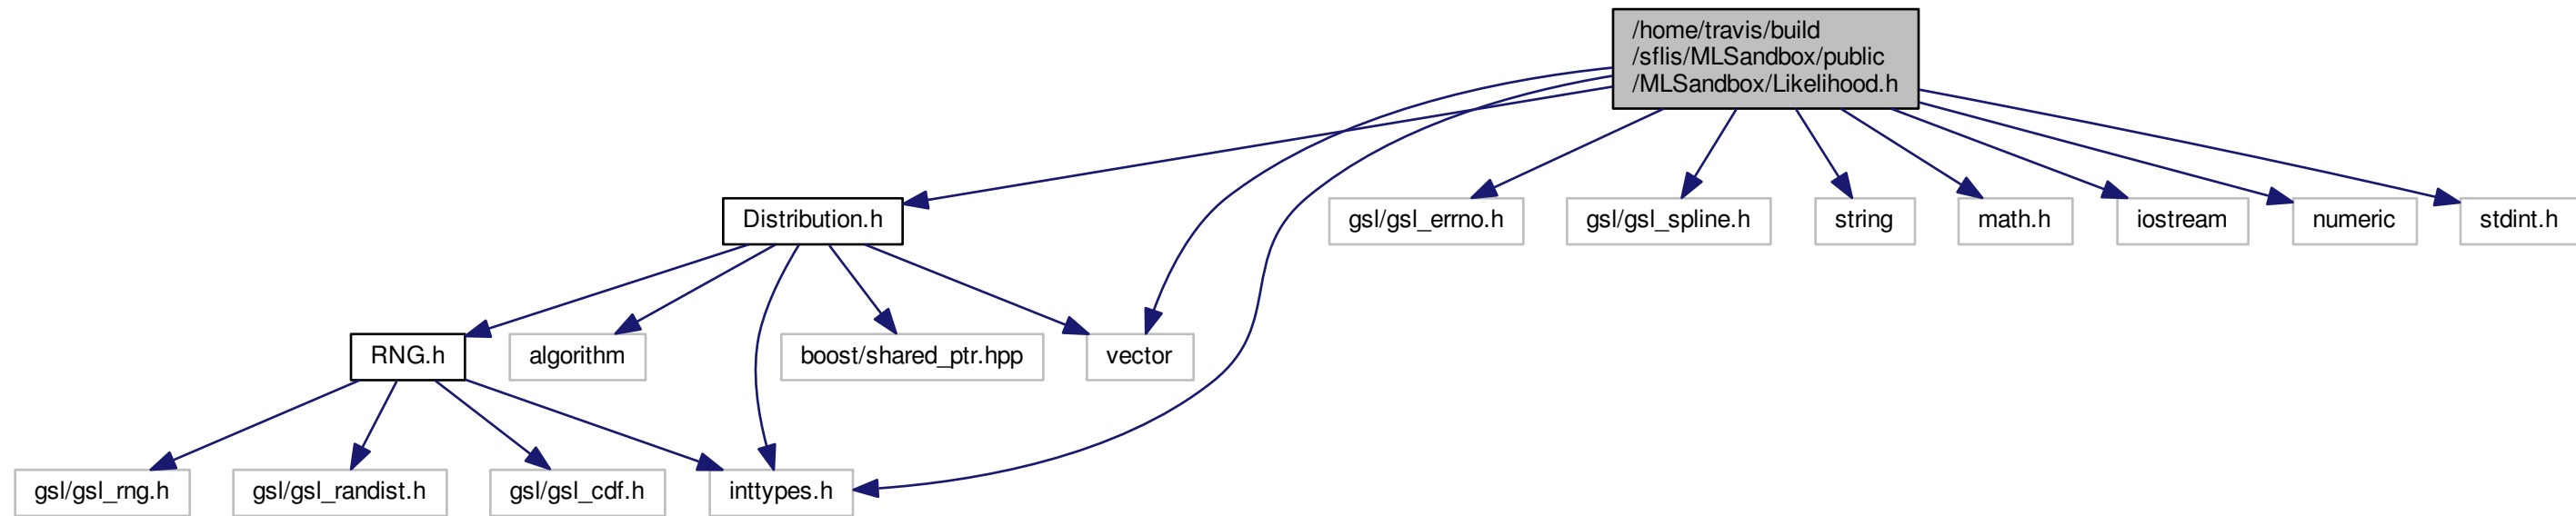 /home/travis/build
/sflis/MLSandbox/public
/MLSandbox/Likelihood.h
Distribution.h
gsl/gsl_errno.h
gsl/gsl_spline.h
string
math.h
iostream
numeric
stdint.h
RNG.h
algorithm
boost/shared_ptr.hpp
vector
gsl/gsl_rng.h
gsl/gsl_randist.h
gsl/gsl_cdf.h
inttypes.h